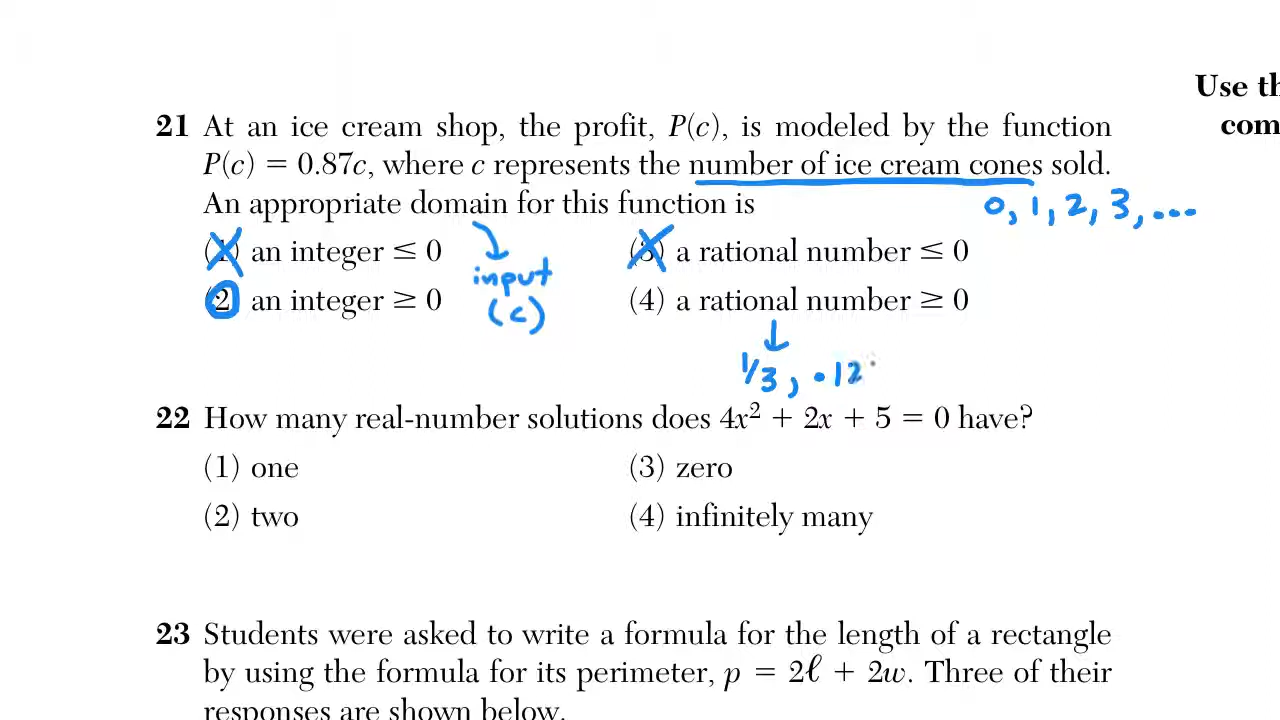 Use th
com
21 At an ice cream shop, the profit, P(c), is modeled by the function
P(c) = 0.87c, where c represents the number of ice cream cones sold.
An appropriate domain for this function is
0, 1, 2, 3, ...
(1) an integer ≤ 0
(3) a rational number ≤ 0
input
(c)
(2) an integer ≥ 0
(4) a rational number ≥ 0
1/3, .12
22 How many real-number solutions does 4x² + 2x + 5 = 0 have?
(1) one
(3) zero
(2) two
(4) infinitely many
23 Students were asked to write a formula for the length of a rectangle
by using the formula for its perimeter, p = 2ℓ + 2w. Three of their
responses are shown below.